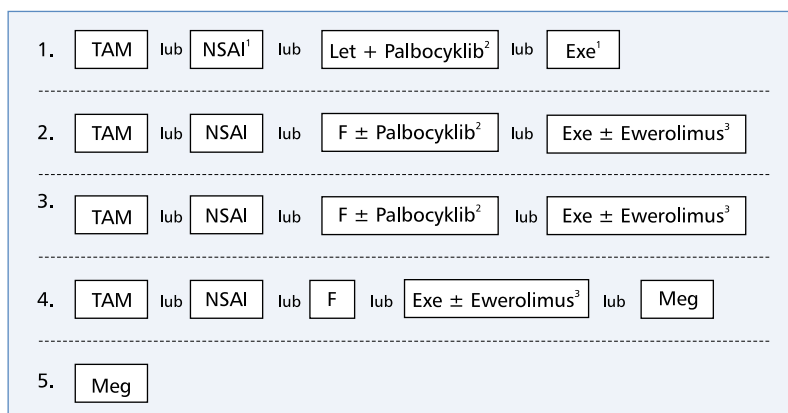 1. TAM lub NSAI¹ lub Let + Palbocyklib² lub Exe¹
2. TAM lub NSAI lub F ± Palbocyklib² lub Exe ± Ewerolimus³
3. TAM lub NSAI lub F ± Palbocyklib² lub Exe ± Ewerolimus³
4. TAM lub NSAI lub F lub Exe ± Ewerolimus³ lub Meg
5. Meg